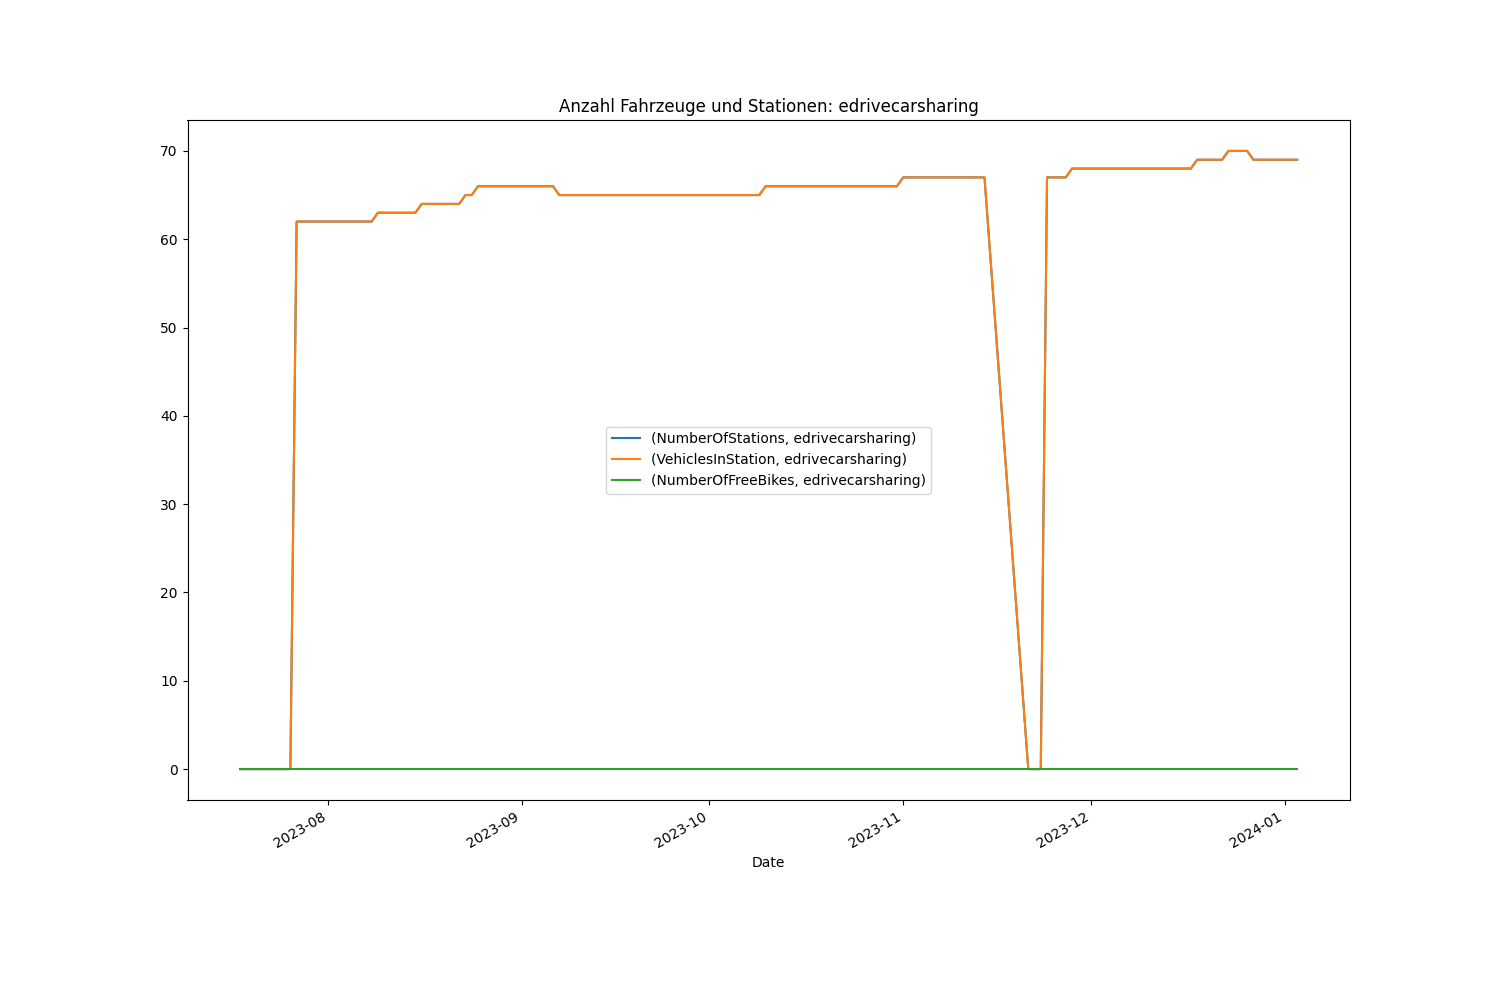 Anzahl Fahrzeuge und Stationen: edrivecarsharing
70
60
50
40
30
20
10
0
(NumberOfStations, edrivecarsharing)
(VehiclesInStation, edrivecarsharing)
(NumberOfFreeBikes, edrivecarsharing)
2023-08
2023-09
2023-10
2023-11
2023-12
2024-01
Date